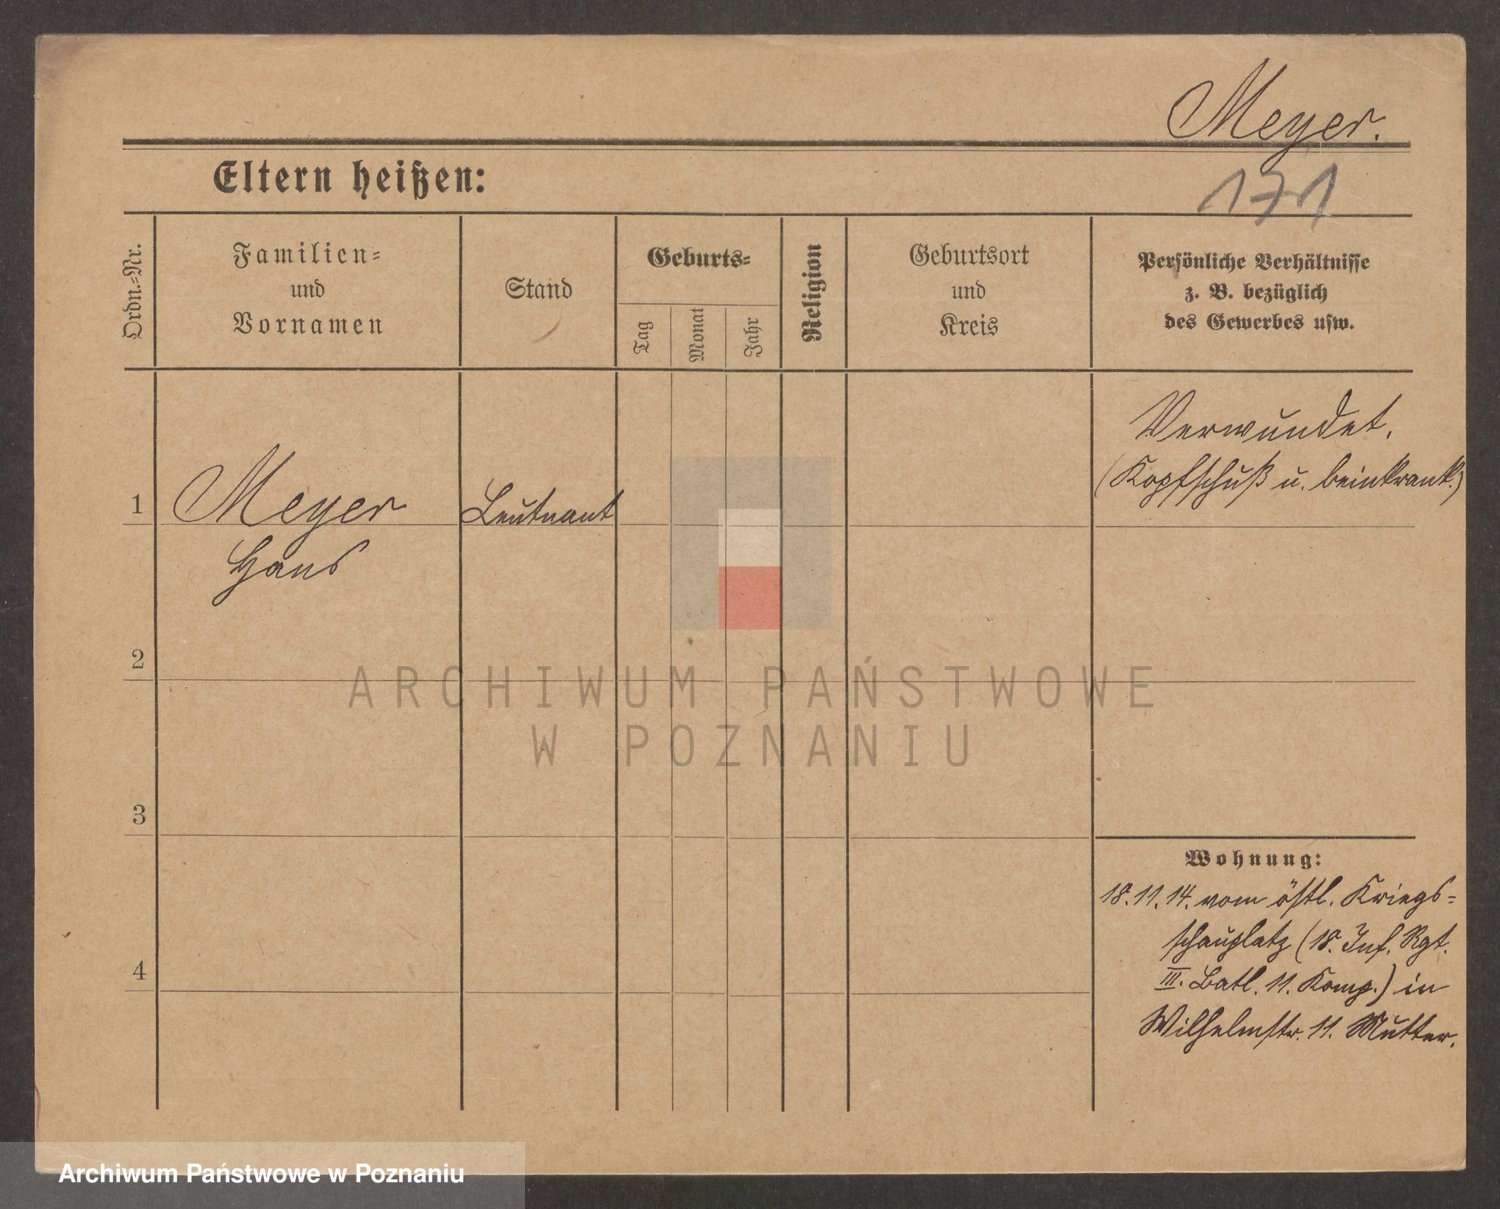 Meyer.
Eltern heißen:
171
Ordn.-Nr.
Familien-
und
Vornamen
Stand
Geburts-
Tag
Monat
Jahr
Religion
Geburtsort
und
Kreis
Persönliche Verhältnisse
z. B. bezüglich
des Gewerbes usw.
1
Meyer
Hans
Leutnant
Verwundet.
(Kopfschuß u. beinkrank.)
2
3
4
Wohnung:
18.11.14. vom östl. Kriegs-
schauplatz (18. Inf. Rgt.
III. Batl. 11. Komp.) in
Wilhelmstr. 11. Mutter.
ARCHIWUM PAŃSTWOWE
W POZNANIU
Archiwum Państwowe w Poznaniu